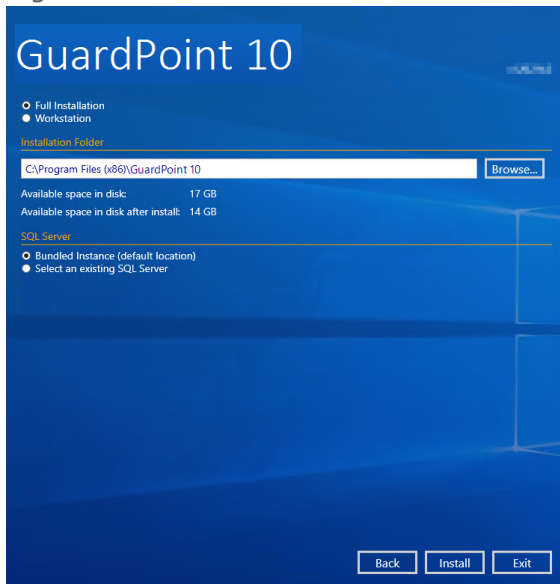 GuardPoint 10
Full Installation
Workstation
Installation Folder
C:\Program Files (x86)\GuardPoint 10
Browse...
Available space in disk: 17 GB
Available space in disk after install: 14 GB
SQL Server
Bundled Instance (default location)
Select an existing SQL Server
Back Install Exit